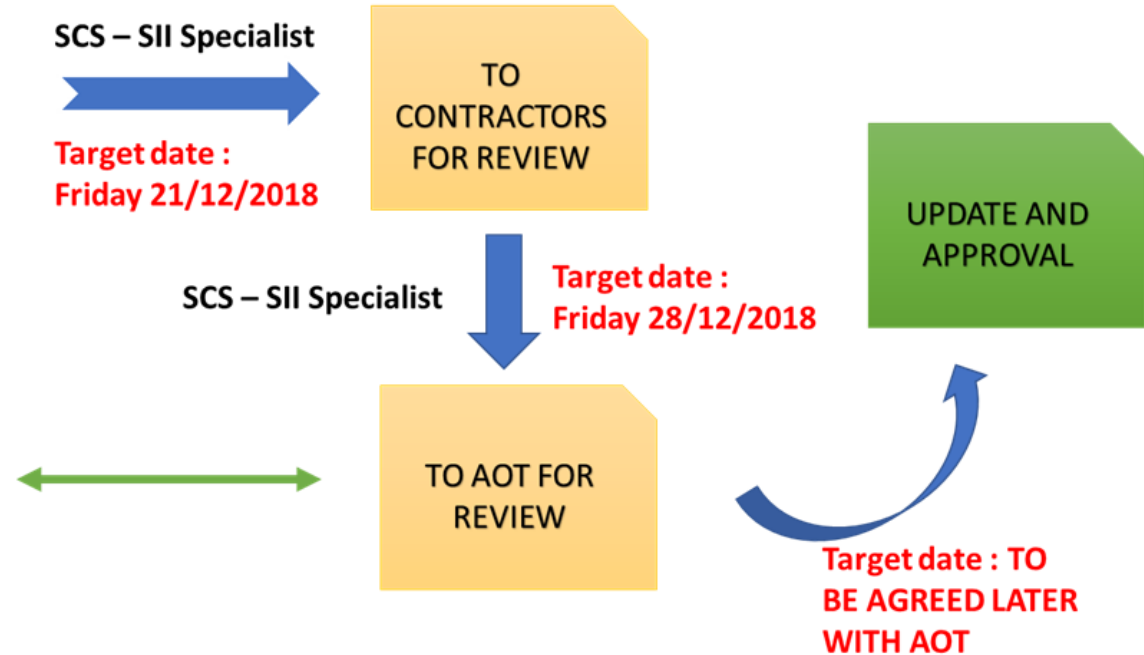 SCS – SII Specialist
TO
CONTRACTORS
FOR REVIEW
Target date :
Friday 21/12/2018
UPDATE AND
APPROVAL
SCS – SII Specialist
Target date :
Friday 28/12/2018
TO AOT FOR
REVIEW
Target date : TO
BE AGREED LATER
WITH AOT